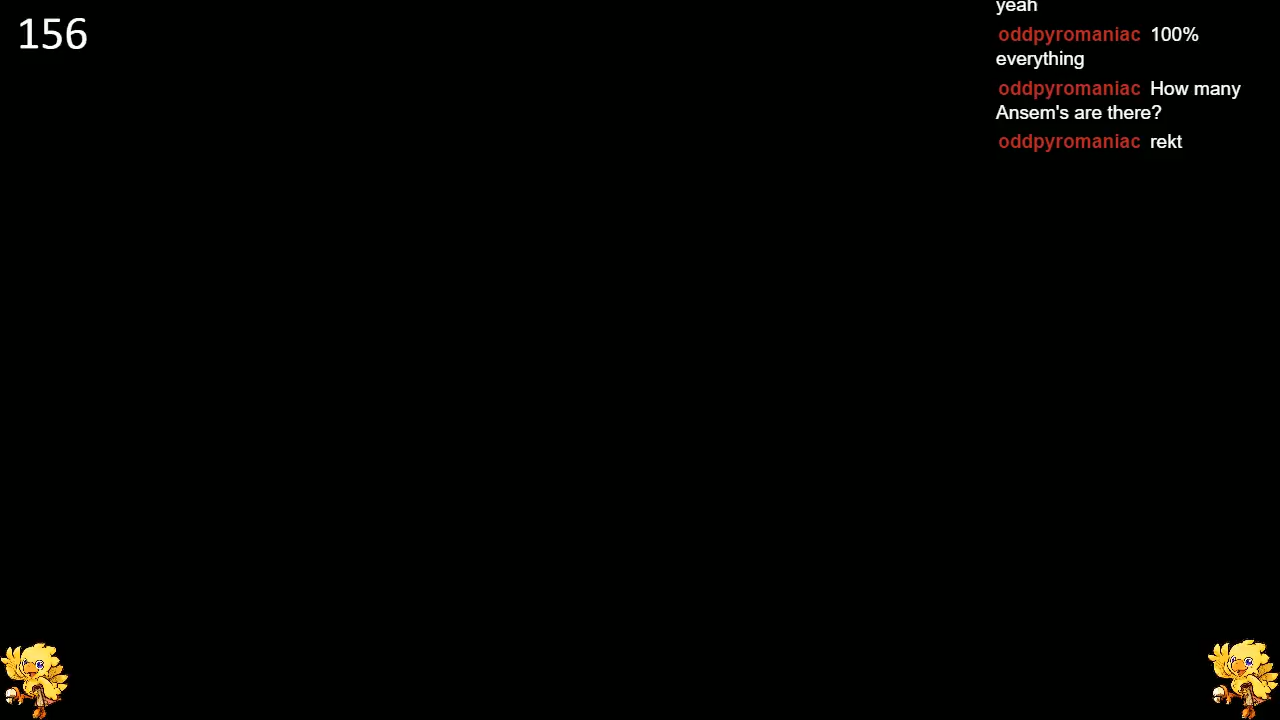 156
yeah
oddpyromaniac 100%
everything
oddpyromaniac How many
Ansem's are there?
oddpyromaniac rekt